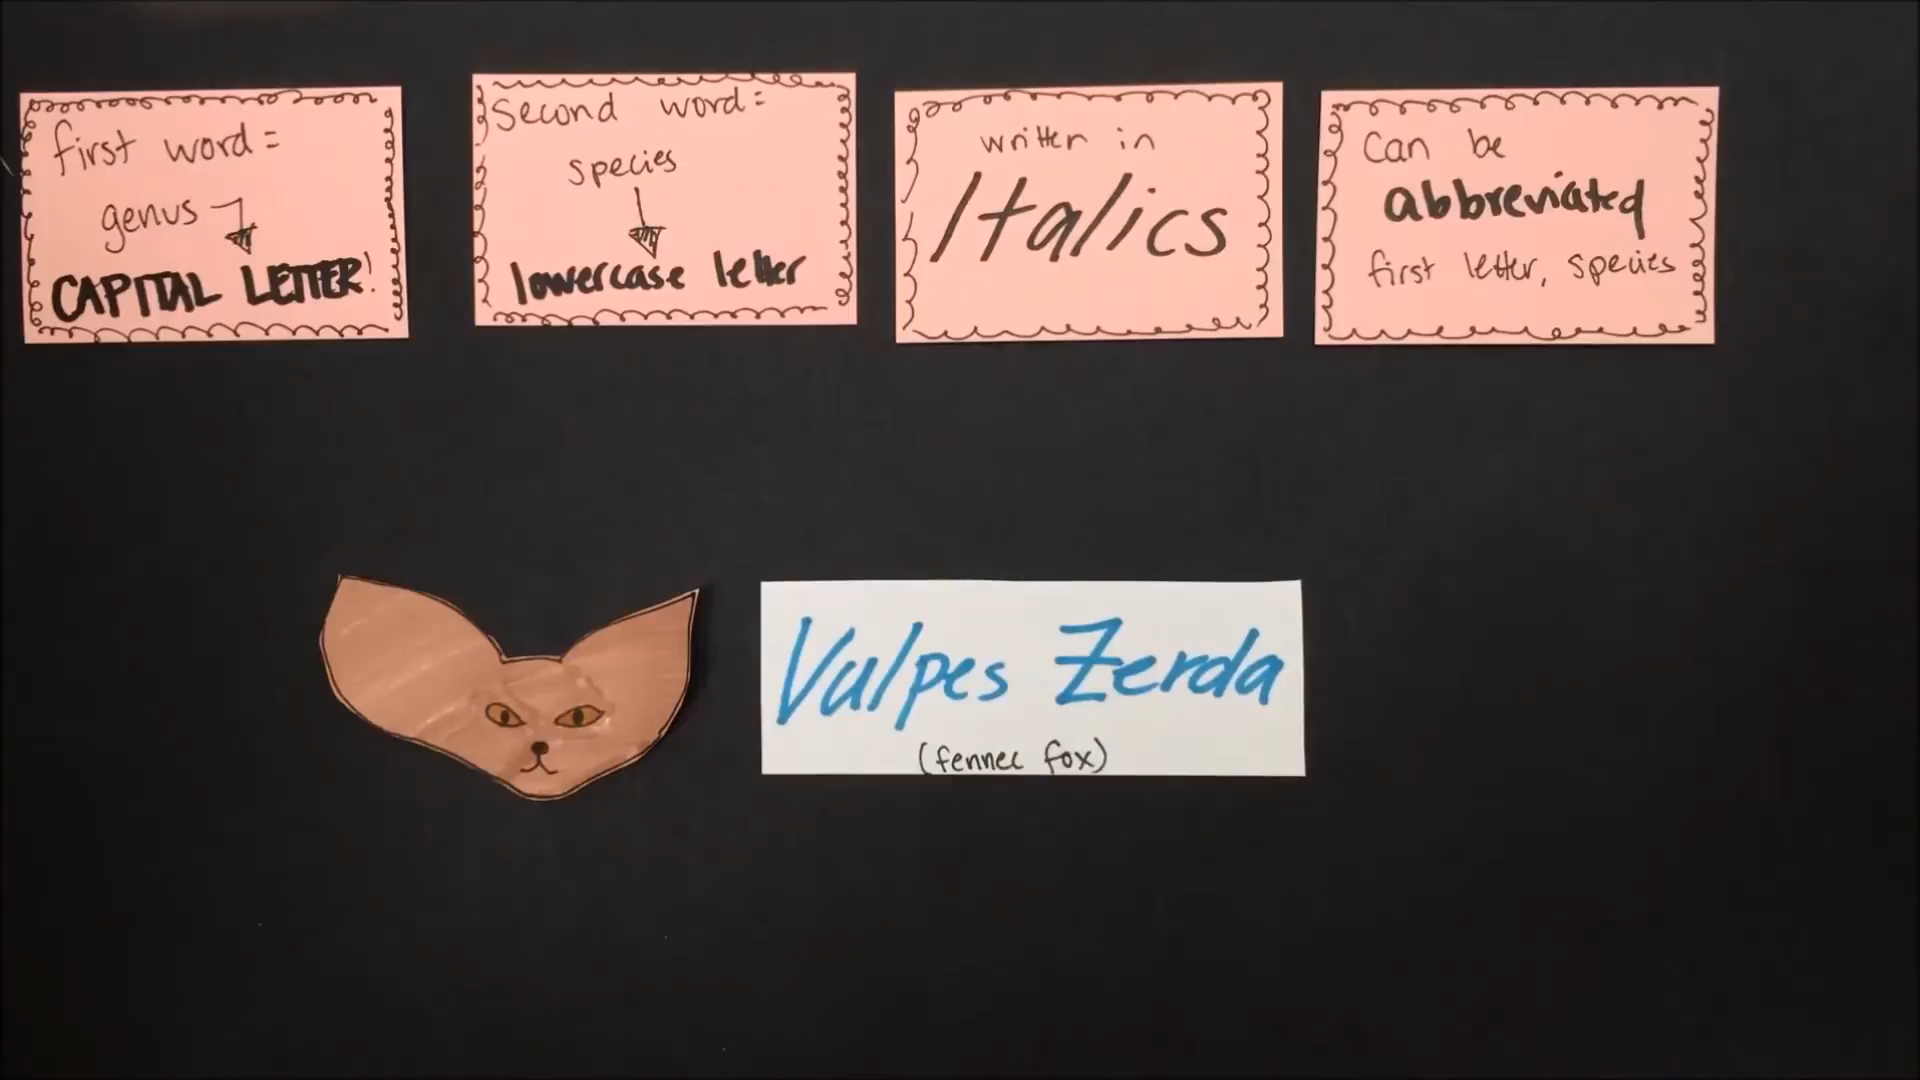 first word =
genus
CAPITAL LETTER!
Second word =
species
lowercase letter
written in
Italics
Can be
abbreviated
first letter, species
Vulpes Zerda
(fennec fox)